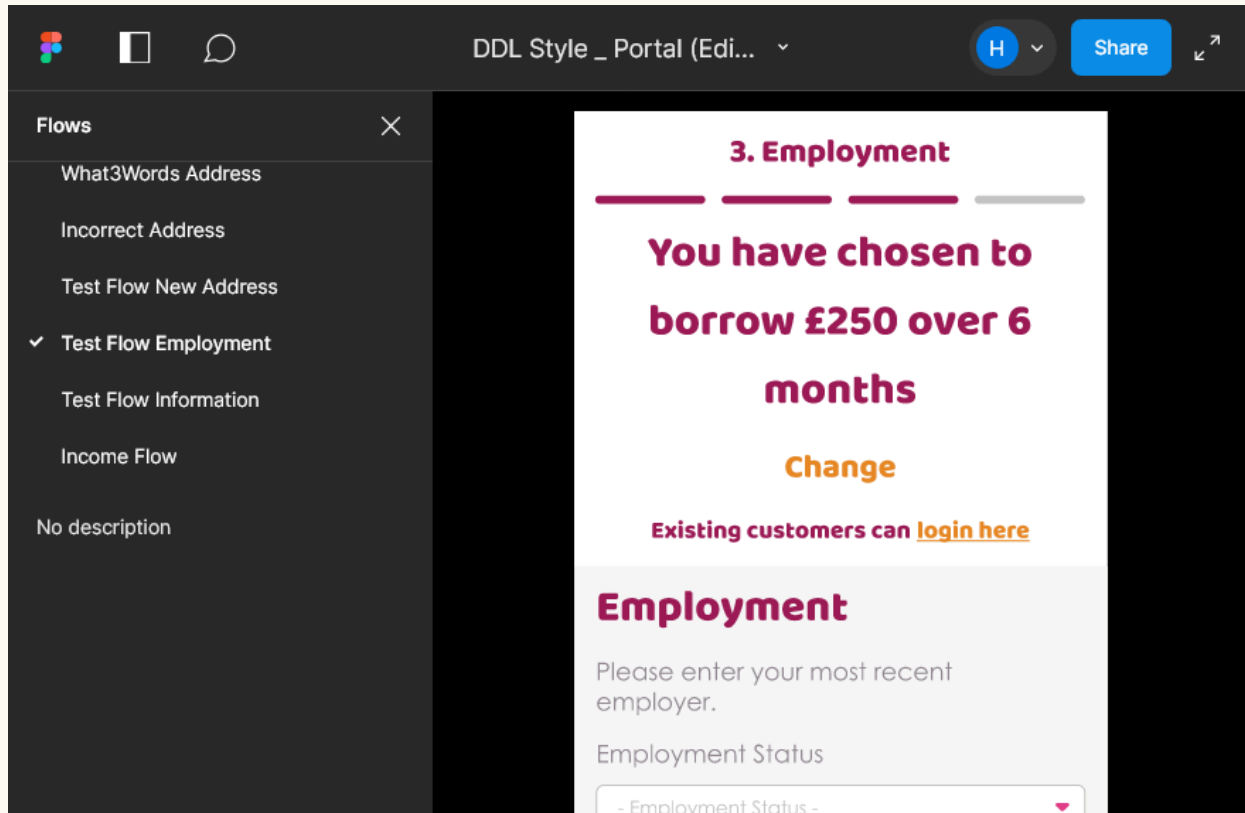 DDL Style _ Portal (Edi...
H
Share
Flows
What3Words Address
Incorrect Address
Test Flow New Address
Test Flow Employment
Test Flow Information
Income Flow
No description
3. Employment
You have chosen to
borrow £250 over 6
months
Change
Existing customers can login here
Employment
Please enter your most recent
employer.
Employment Status
- Employment Status -